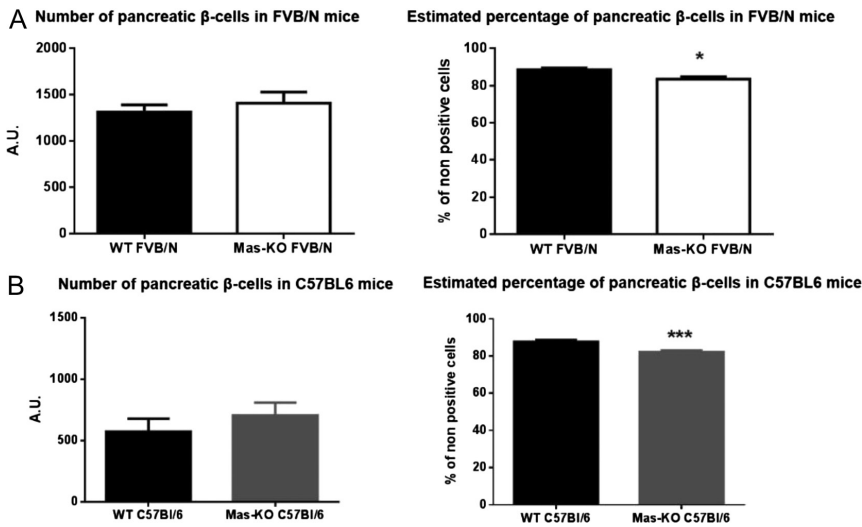 A
Number of pancreatic β-cells in FVB/N mice
2000
1500
1000
500
0
A.U.
WT FVB/N
Mas-KO FVB/N
Estimated percentage of pancreatic β-cells in FVB/N mice
100
80
60
40
20
0
% of non positive cells
*
WT FVB/N
Mas-KO FVB/N
B
Number of pancreatic β-cells in C57BL6 mice
1500
1000
500
0
A.U.
WT C57Bl/6
Mas-KO C57Bl/6
Estimated percentage of pancreatic β-cells in C57BL6 mice
100
80
60
40
20
0
% of non positive cells
***
WT C57Bl/6
Mas-KO C57Bl/6